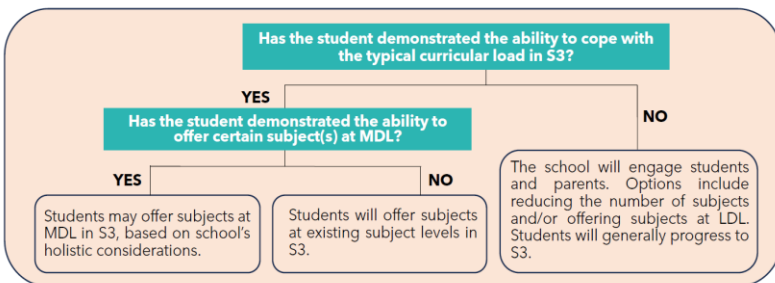 Has the student demonstrated the ability to cope with
the typical curricular load in S3?
YES
NO
Has the student demonstrated the ability to
offer certain subject(s) at MDL?
YES
NO
Students may offer subjects at
MDL in S3, based on school's
holistic considerations.
Students will offer subjects
at existing subject levels in
S3.
The school will engage students
and parents. Options include
reducing the number of subjects
and/or offering subjects at LDL.
Students will generally progress to
S3.